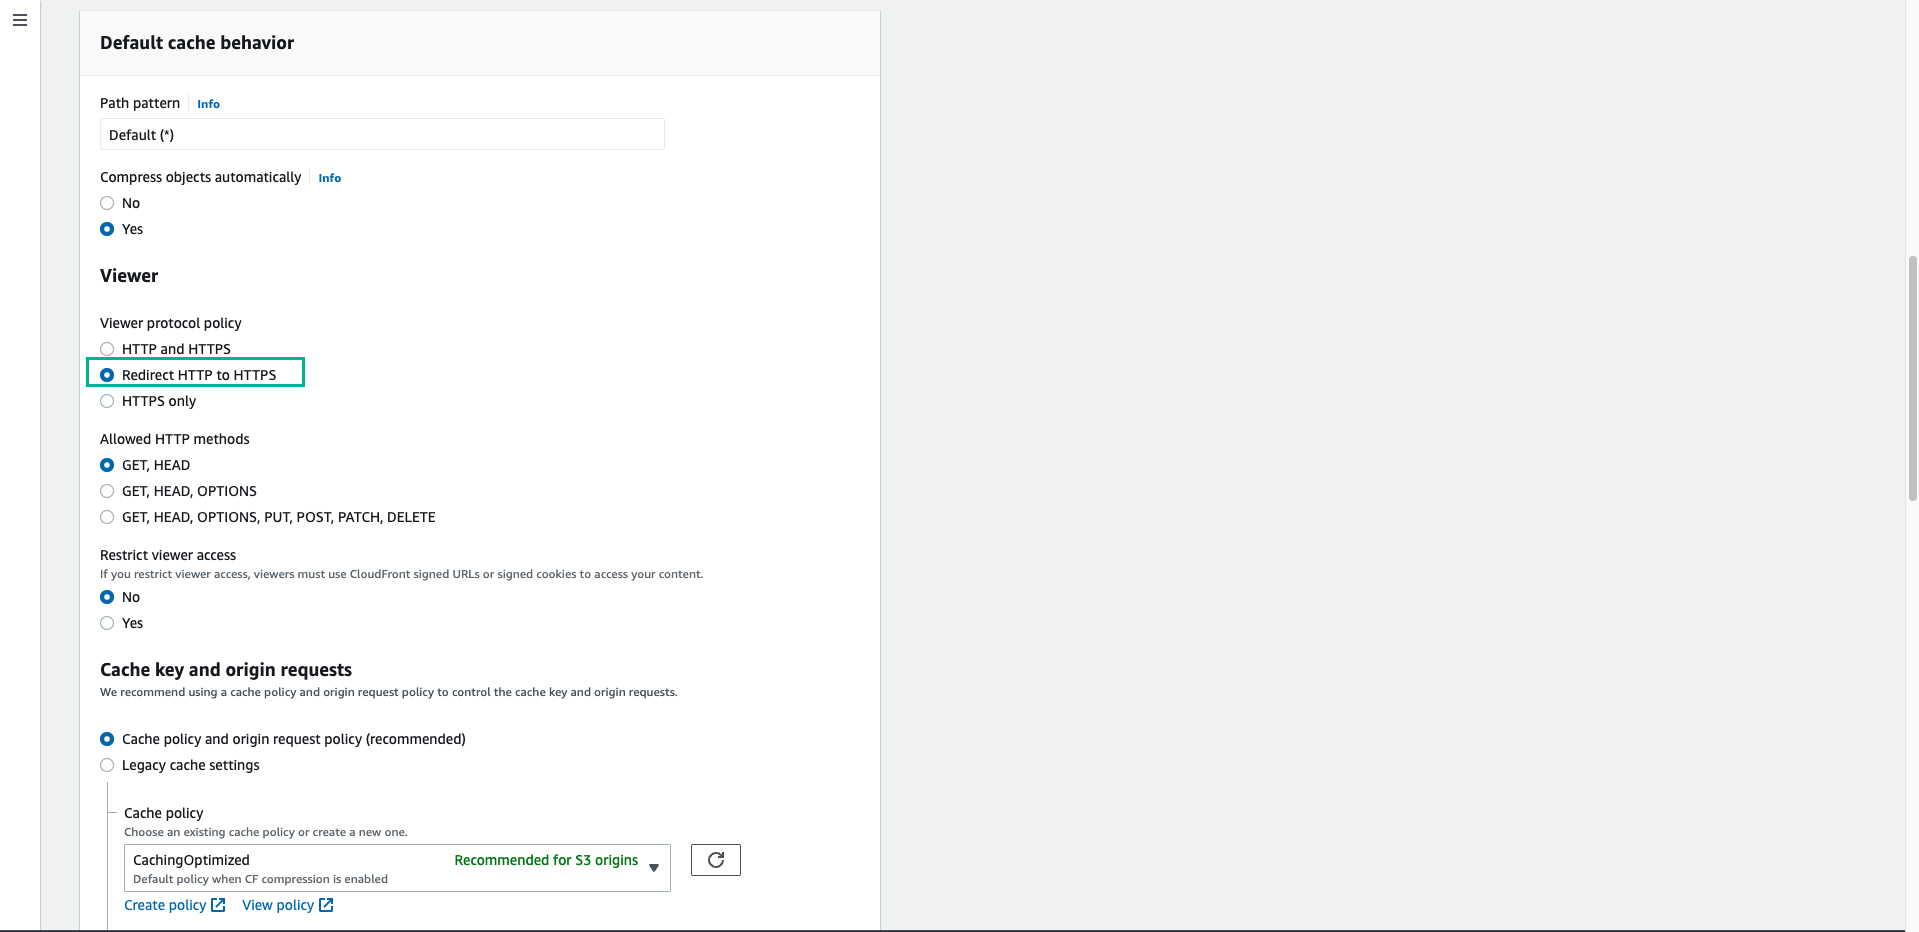 Default cache behavior
Path pattern Info
Default (*)
Compress objects automatically Info
No
Yes
Viewer
Viewer protocol policy
HTTP and HTTPS
Redirect HTTP to HTTPS
HTTPS only
Allowed HTTP methods
GET, HEAD
GET, HEAD, OPTIONS
GET, HEAD, OPTIONS, PUT, POST, PATCH, DELETE
Restrict viewer access
If you restrict viewer access, viewers must use CloudFront signed URLs or signed cookies to access your content.
No
Yes
Cache key and origin requests
We recommend using a cache policy and origin request policy to control the cache key and origin requests.
Cache policy and origin request policy (recommended)
Legacy cache settings
Cache policy
Choose an existing cache policy or create a new one.
CachingOptimized Recommended for S3 origins
Default policy when CF compression is enabled
Create policy View policy